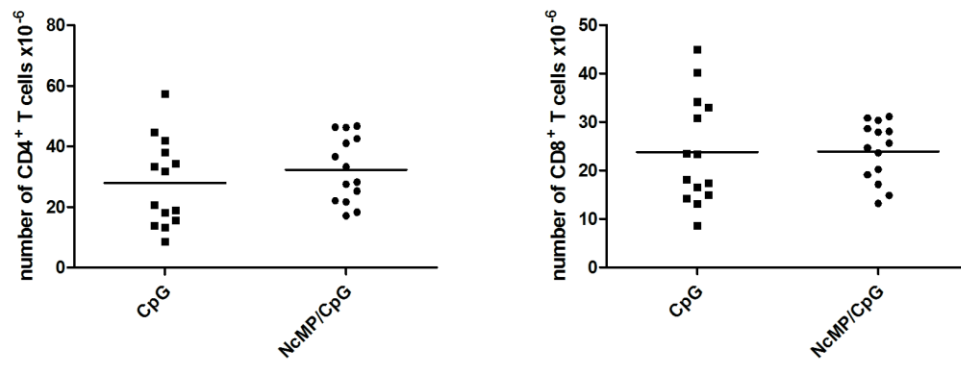 number of CD4+ T cells x10-6
80
60
40
20
0
CpG
NcMP/CpG
number of CD8+ T cells x10-6
50
40
30
20
10
0
CpG
NcMP/CpG